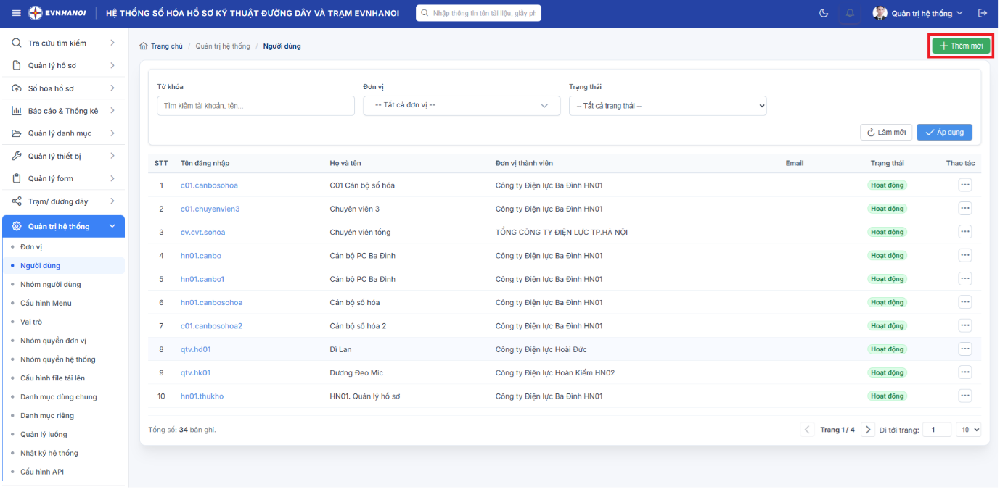 EVNHANOI
HỆ THỐNG SỐ HÓA HỒ SƠ KỸ THUẬT ĐƯỜNG DÂY VÀ TRẠM EVNHANOI
Nhập thông tin tên tài liệu, giấy ph
Quản trị hệ thống
Tra cứu tìm kiếm
Quản lý hồ sơ
Số hóa hồ sơ
Báo cáo & Thống kê
Quản lý danh mục
Quản lý thiết bị
Quản lý form
Trạm/ đường dây
Quản trị hệ thống
Đơn vị
Người dùng
Nhóm người dùng
Cấu hình Menu
Vai trò
Nhóm quyền đơn vị
Nhóm quyền hệ thống
Cấu hình file tải lên
Danh mục dùng chung
Danh mục riêng
Quản lý luồng
Nhật ký hệ thống
Cấu hình API
Trang chủ / Quản trị hệ thống / Người dùng
Thêm mới
Từ khóa Đơn vị Trạng thái
Tìm kiếm tài khoản, tên... -- Tất cả đơn vị -- -- Tất cả trạng thái --
Làm mới Áp dụng
STT Tên đăng nhập Họ và tên Đơn vị thành viên Email Trạng thái Thao tác
1 c01.canbosohoa C01 Cán bộ số hóa Công ty Điện lực Ba Đình HN01 Hoạt động ...
2 c01.chuyenvien3 Chuyên viên 3 Công ty Điện lực Ba Đình HN01 Hoạt động ...
3 cv.cvt.sohoa Chuyên viên tổng TỔNG CÔNG TY ĐIỆN LỰC TP.HÀ NỘI Hoạt động ...
4 hn01.canbo Cán bộ PC Ba Đình Công ty Điện lực Ba Đình HN01 Hoạt động ...
5 hn01.canbo1 Cán bộ PC Ba Đình Công ty Điện lực Ba Đình HN01 Hoạt động ...
6 hn01.canbosohoa Cán bộ số hóa Công ty Điện lực Ba Đình HN01 Hoạt động ...
7 c01.canbosohoa2 Cán bộ số hóa 2 Công ty Điện lực Ba Đình HN01 Hoạt động ...
8 qtv.hd01 Dì Lan Công ty Điện lực Hoài Đức Hoạt động ...
9 qtv.hk01 Dương Đeo Mic Công ty Điện lực Hoàn Kiếm HN02 Hoạt động ...
10 hn01.thukho HN01. Quản lý hồ sơ Công ty Điện lực Ba Đình HN01 Hoạt động ...
Tổng số: 34 bản ghi. Trang 1 / 4 Đi tới trang: 1 10